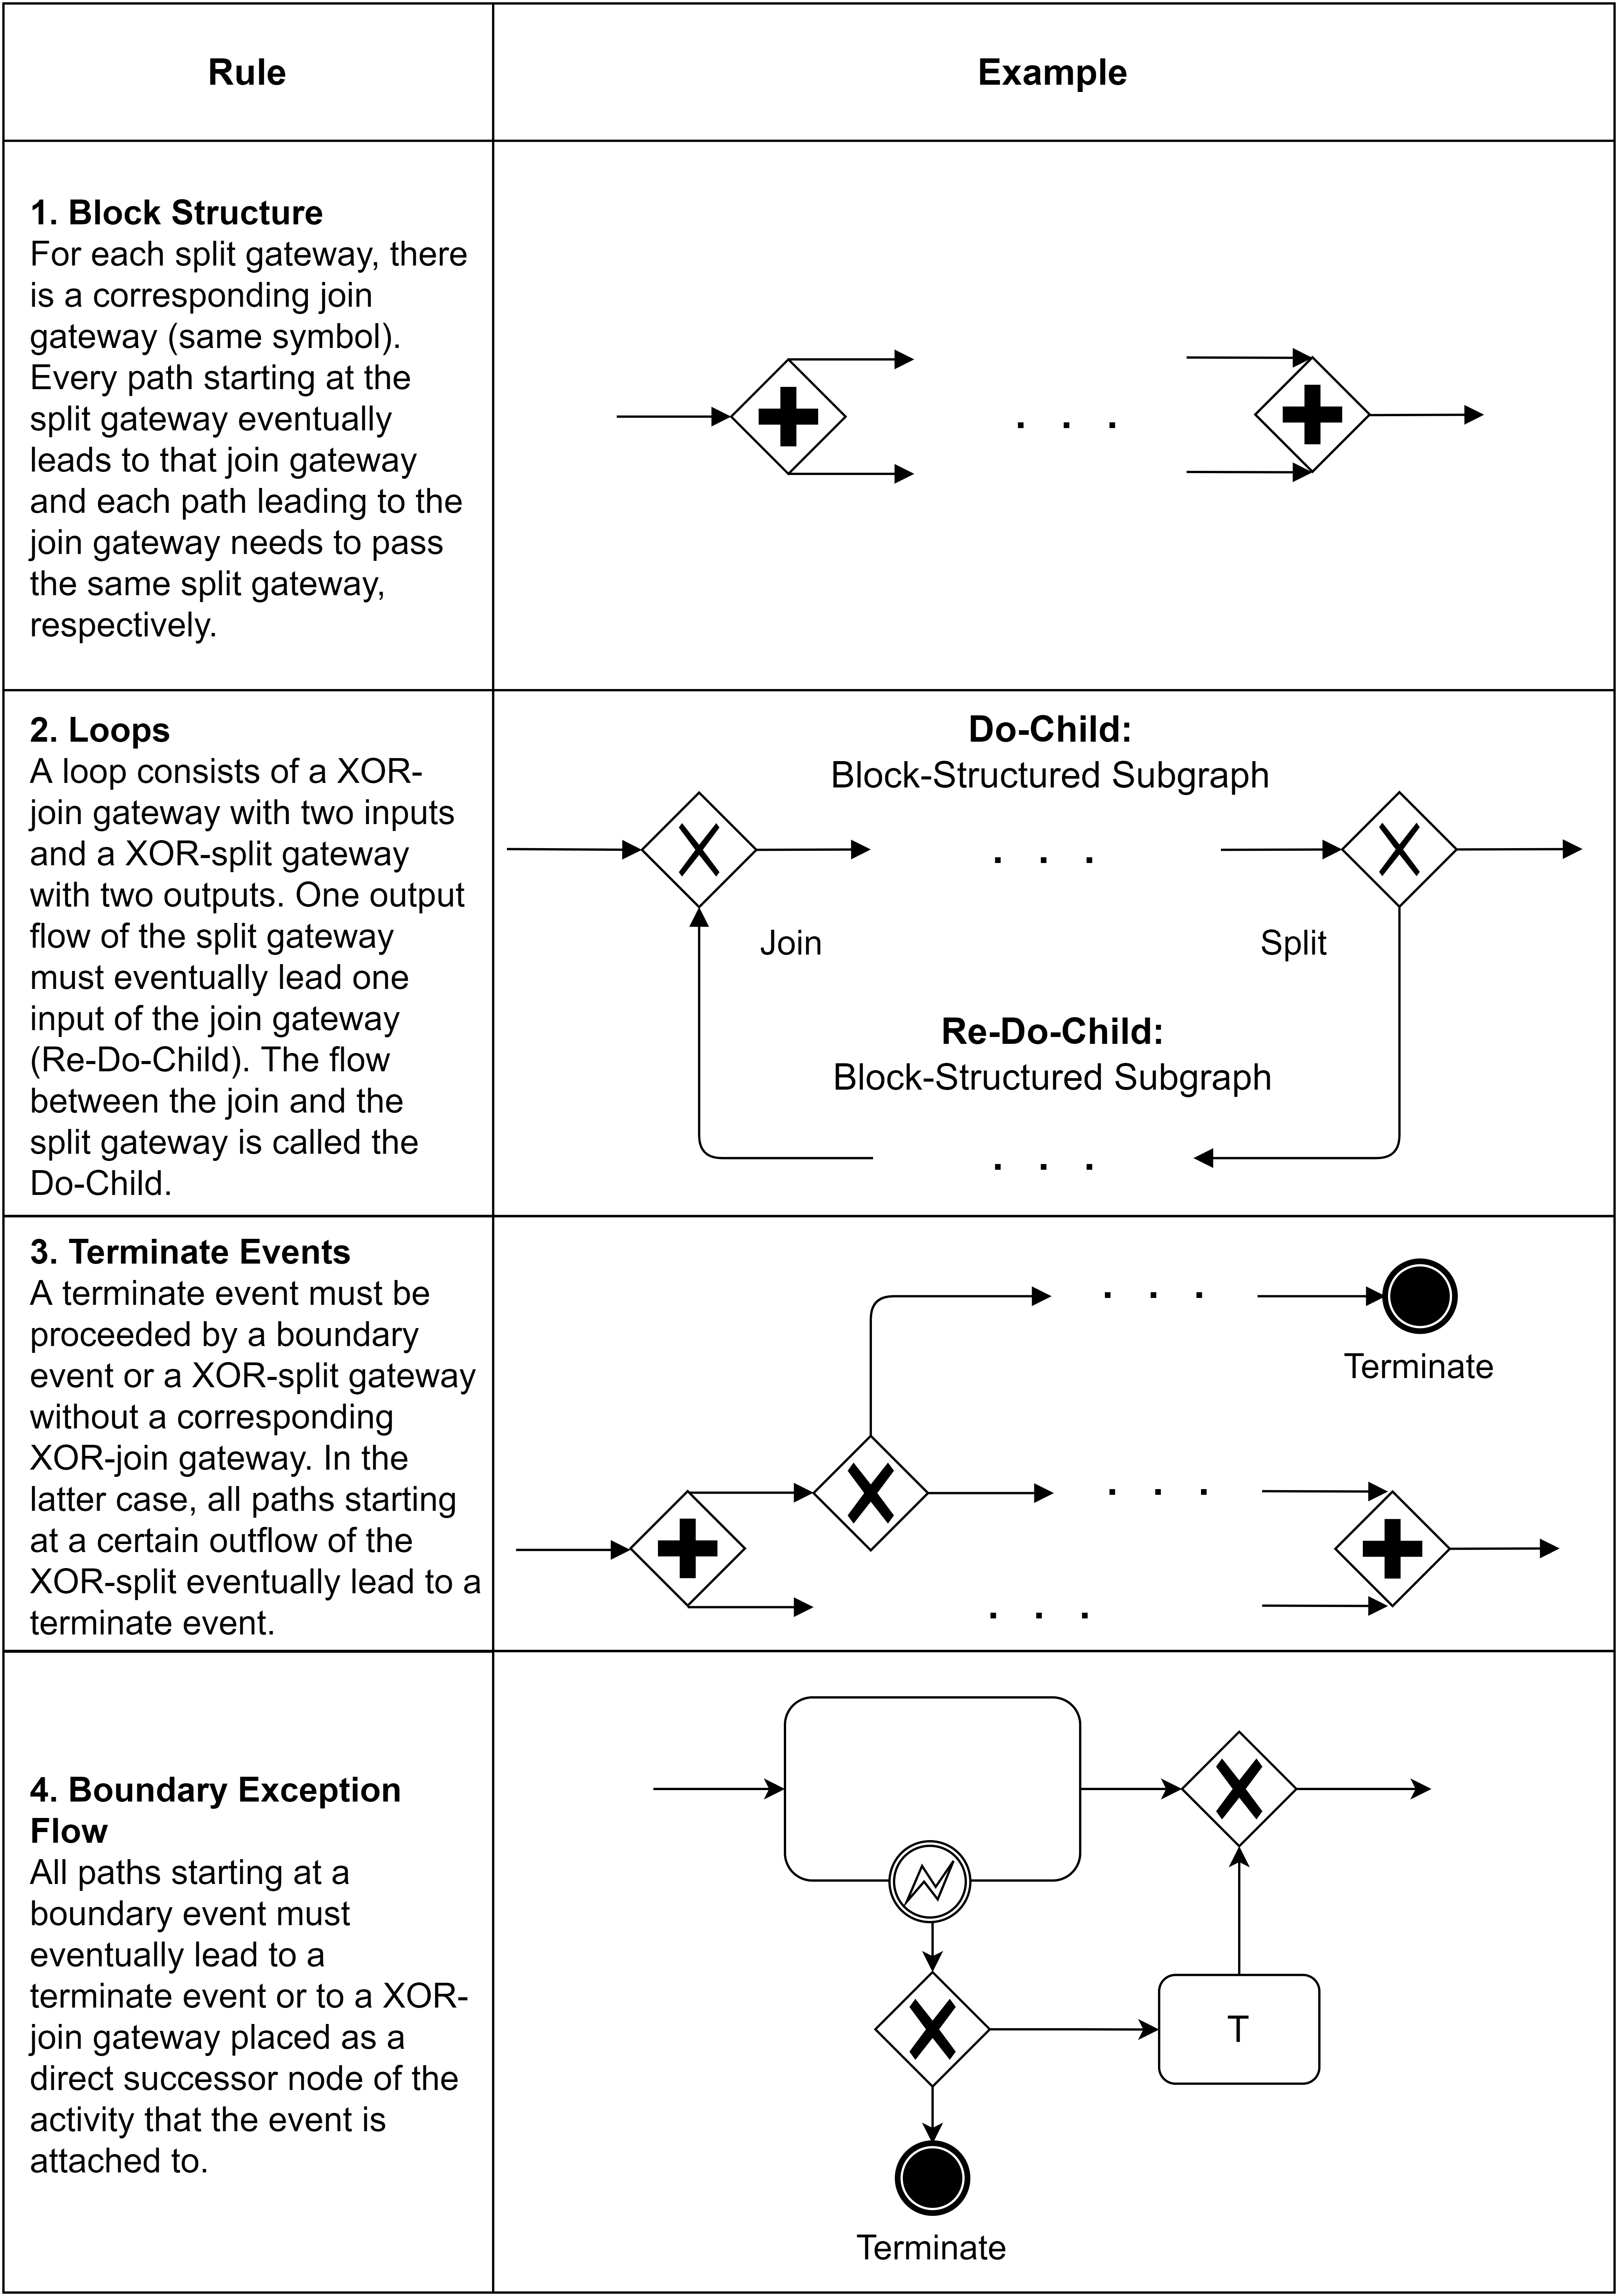 Rule
Example
1. Block Structure
For each split gateway, there
is a corresponding join
gateway (same symbol).
Every path starting at the
split gateway eventually
leads to that join gateway
and each path leading to the
join gateway needs to pass
the same split gateway,
respectively.
. . .
2. Loops
A loop consists of a XOR-
join gateway with two inputs
and a XOR-split gateway
with two outputs. One output
flow of the split gateway
must eventually lead one
input of the join gateway
(Re-Do-Child). The flow
between the join and the
split gateway is called the
Do-Child.
Do-Child:
Block-Structured Subgraph
. . .
Join
Split
Re-Do-Child:
Block-Structured Subgraph
. . .
3. Terminate Events
A terminate event must be
proceeded by a boundary
event or a XOR-split gateway
without a corresponding
XOR-join gateway. In the
latter case, all paths starting
at a certain outflow of the
XOR-split eventually lead to a
terminate event.
. . .
Terminate
. . .
. . .
4. Boundary Exception
Flow
All paths starting at a
boundary event must
eventually lead to a
terminate event or to a XOR-
join gateway placed as a
direct successor node of the
activity that the event is
attached to.
T
Terminate